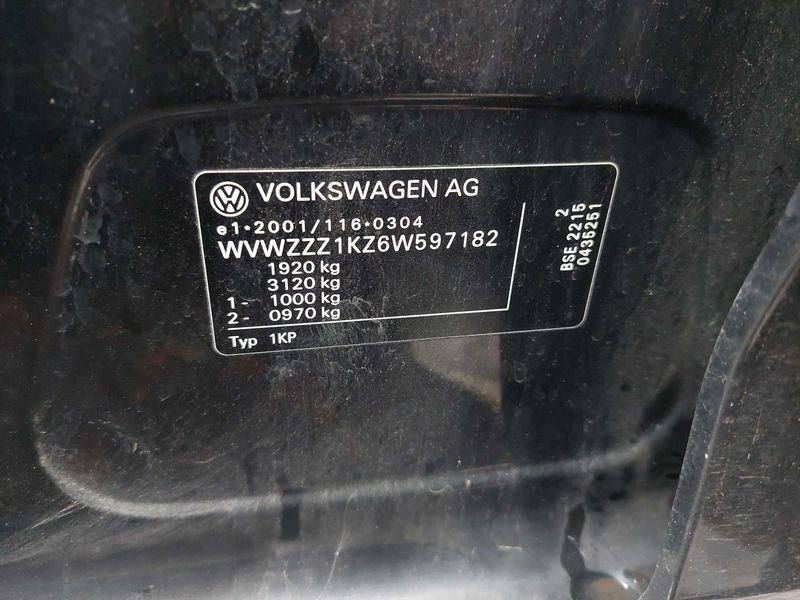 VOLKSWAGEN AG
e1*2001/116*0304
WVWZZZ1KZ6W597182
1920 kg
3120 kg
1- 1000 kg
2- 0970 kg
Typ 1KP
2
BSE 2215
0435251